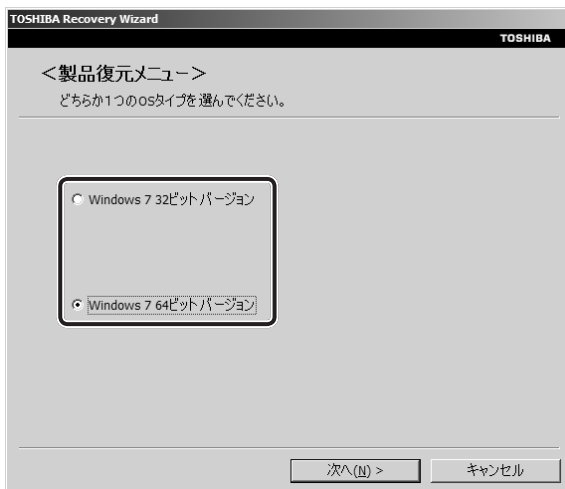 TOSHIBA Recovery Wizard
TOSHIBA
＜製品復元メニュー＞
どちらか1つのOSタイプを選んでください。
Windows 7 32ビットバージョン
Windows 7 64ビットバージョン
次へ(N) >
キャンセル